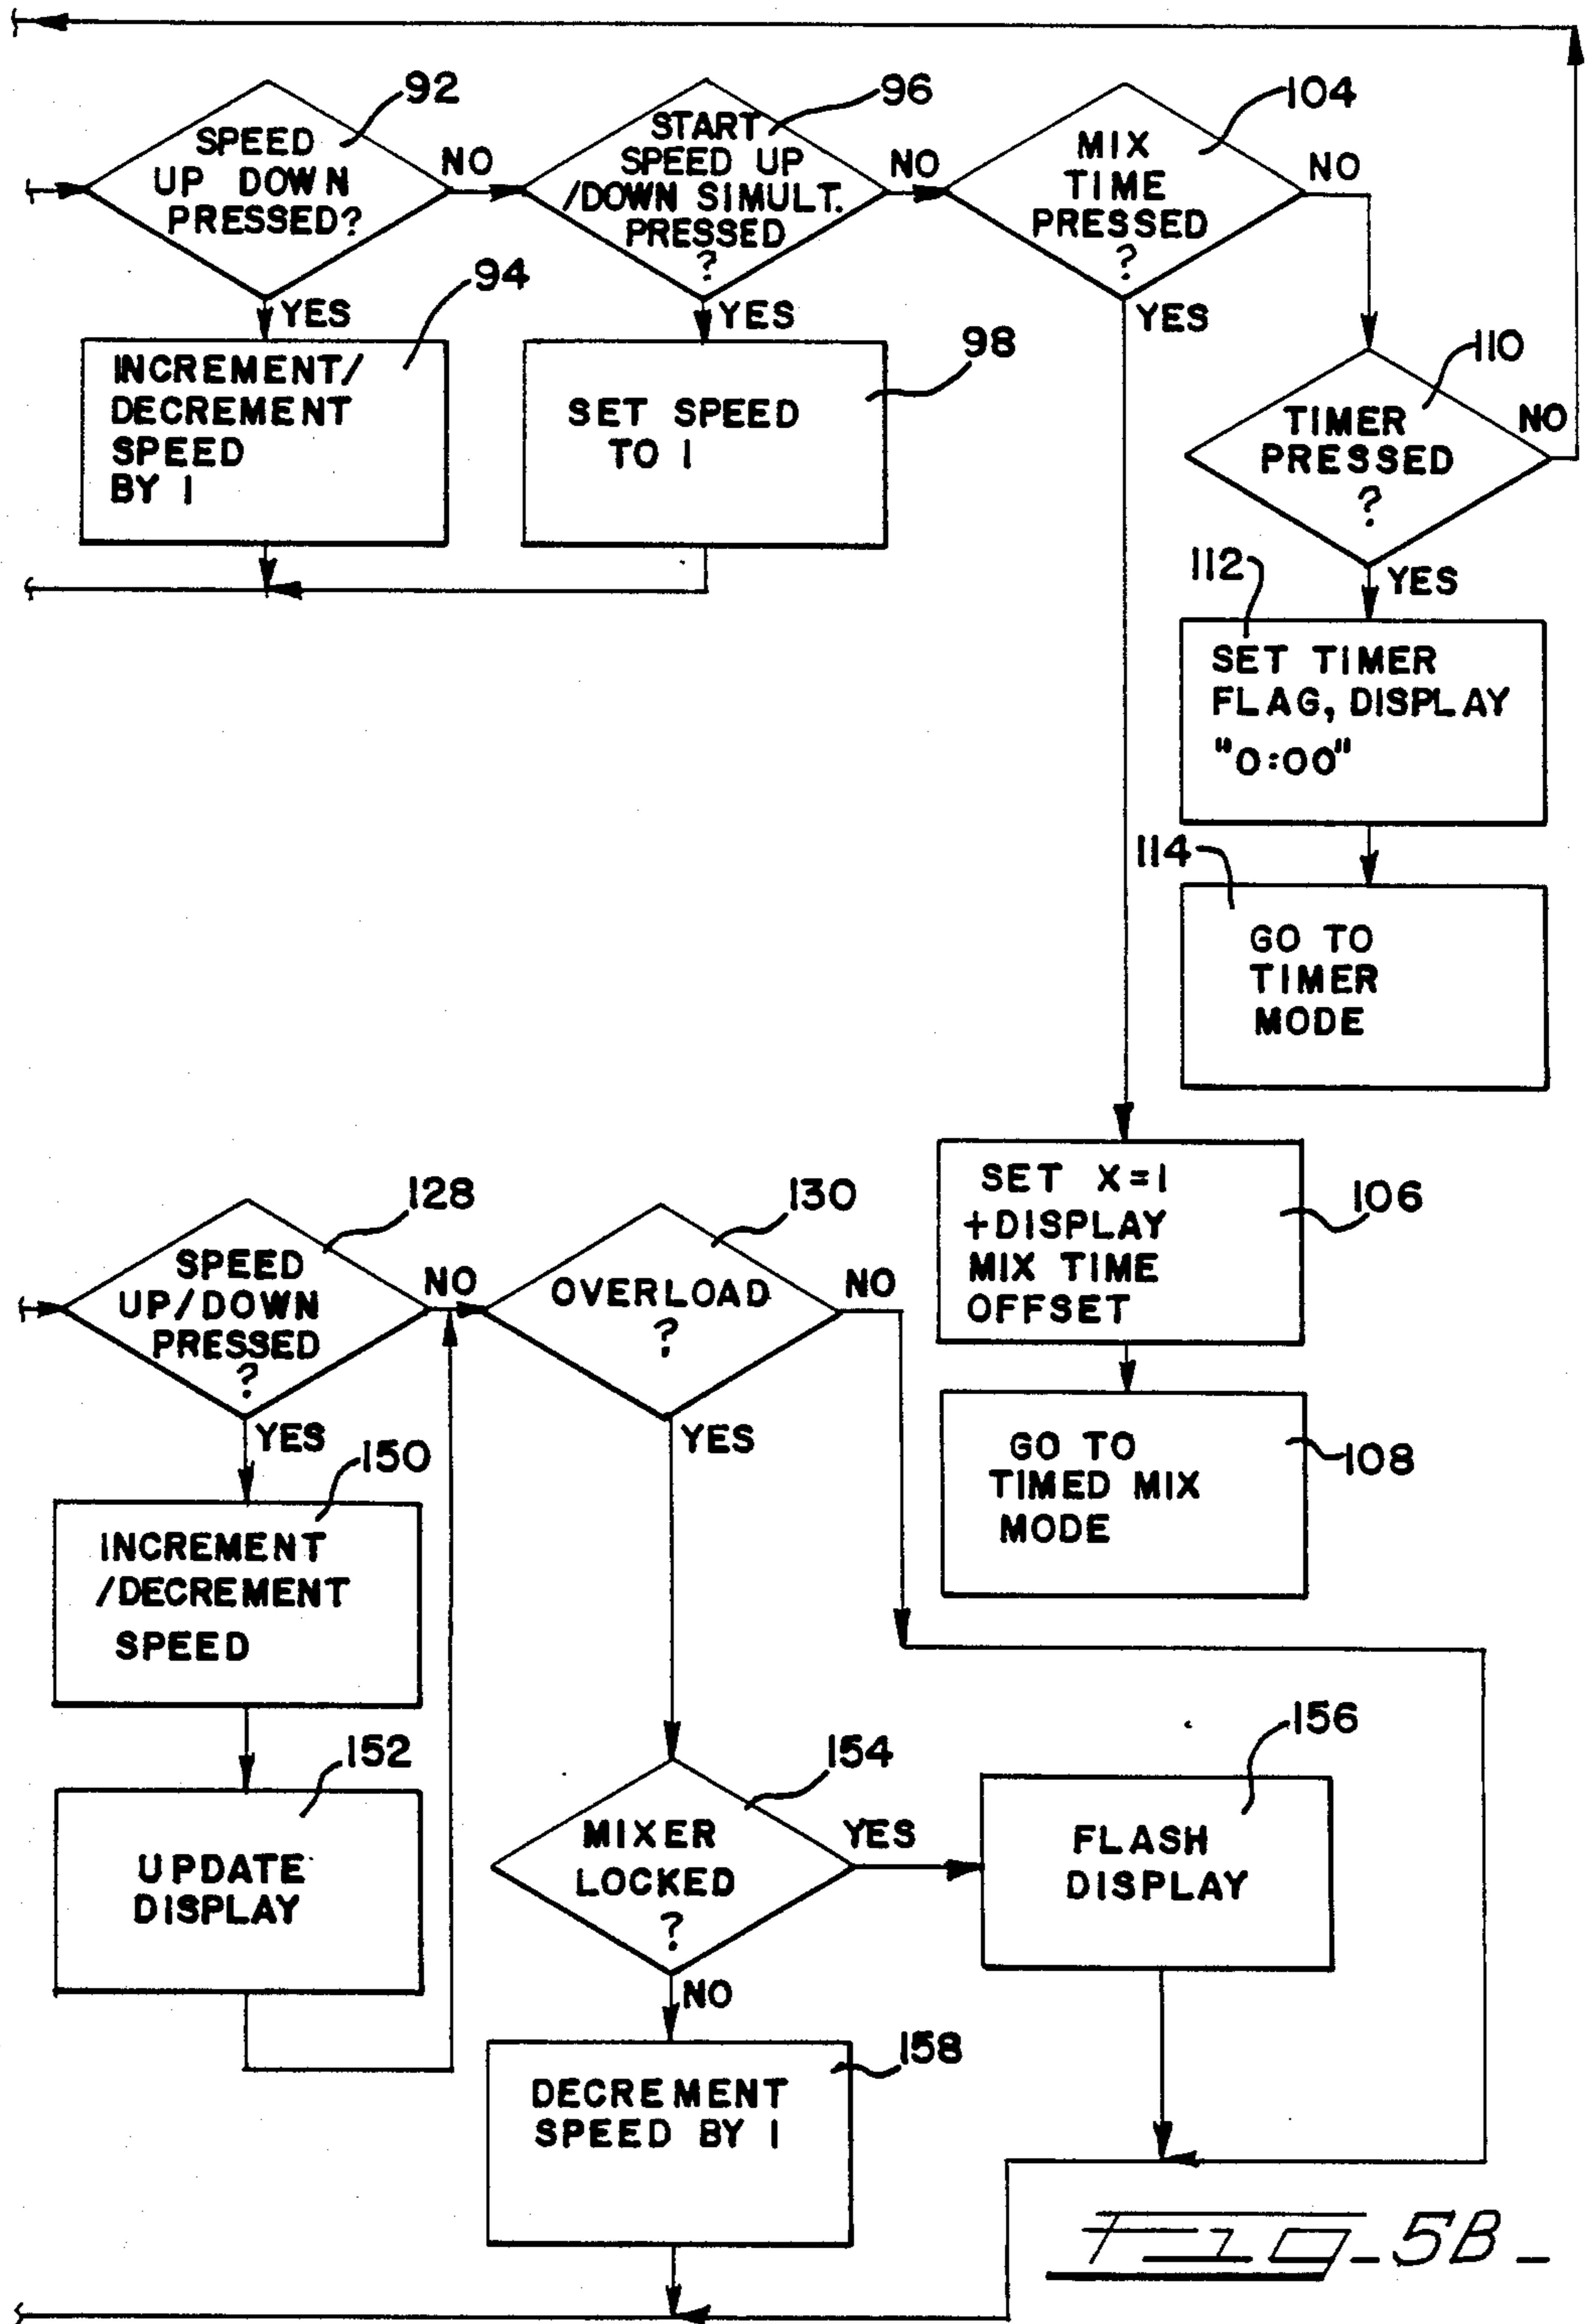 92
SPEED
UP DOWN
PRESSED?
NO
YES
94
INCREMENT/
DECREMENT
SPEED
BY 1
96
START
SPEED UP
/DOWN SIMULT.
PRESSED
?
NO
YES
98
SET SPEED
TO 1
104
MIX
TIME
PRESSED
?
NO
YES
110
TIMER
PRESSED
?
NO
YES
112
SET TIMER
FLAG, DISPLAY
"0:00"
114
GO TO
TIMER
MODE
106
SET X=1
+DISPLAY
MIX TIME
OFFSET
108
GO TO
TIMED MIX
MODE
128
SPEED
UP/DOWN
PRESSED
?
NO
YES
150
INCREMENT
/DECREMENT
SPEED
152
UPDATE
DISPLAY
130
OVERLOAD
?
NO
YES
154
MIXER
LOCKED
?
YES
NO
156
FLASH
DISPLAY
158
DECREMENT
SPEED BY 1
Fig. 5B